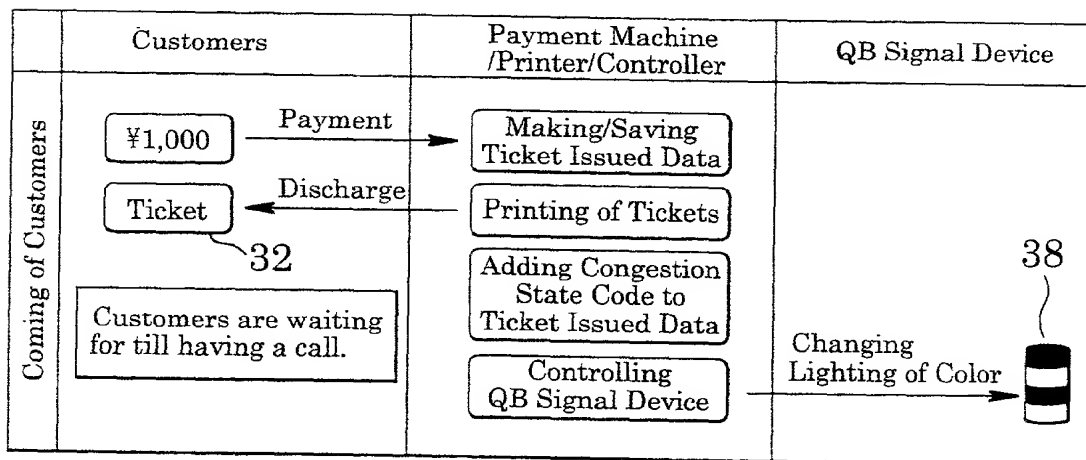 Customers
Payment Machine
/Printer/Controller
QB Signal Device
Coming of Customers
¥1,000
Payment
Making/Saving
Ticket Issued Data
Ticket
Discharge
Printing of Tickets
32
Adding Congestion
State Code to
Ticket Issued Data
Customers are waiting
for till having a call.
Controlling
QB Signal Device
Changing
Lighting of Color
38